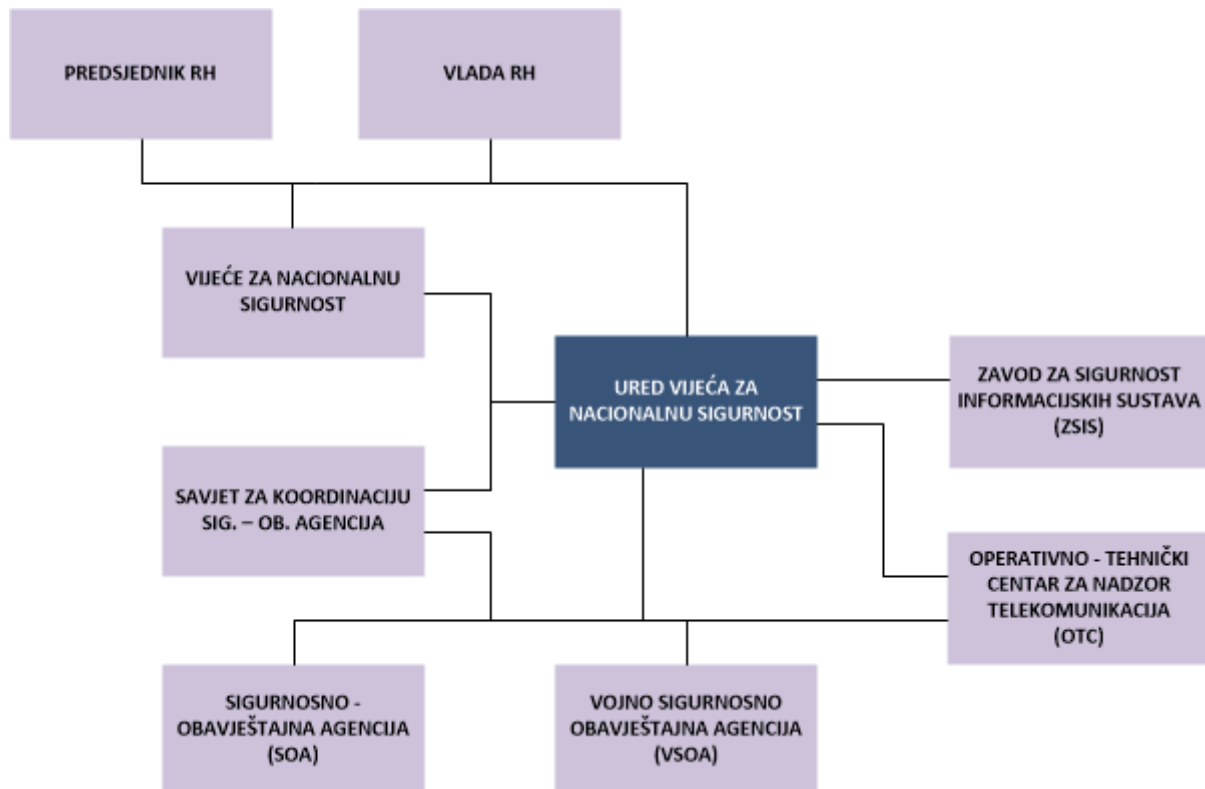 PREDSJEDNIK RH
VLADA RH
VIJEĆE ZA NACIONALNU
SIGURNOST
URED VIJEĆA ZA
NACIONALNU SIGURNOST
ZAVOD ZA SIGURNOST
INFORMACIJSKIH SUSTAVA
(ZSIS)
SAVJET ZA KOORDINACIJU
SIG. – OB. AGENCIJA
OPERATIVNO - TEHNIČKI
CENTAR ZA NADZOR
TELEKOMUNIKACIJA
(OTC)
SIGURNOSNO -
OBAVJEŠTAJNA AGENCIJA
(SOA)
VOJNO SIGURNOSNO
OBAVJEŠTAJNA AGENCIJA
(VSOA)